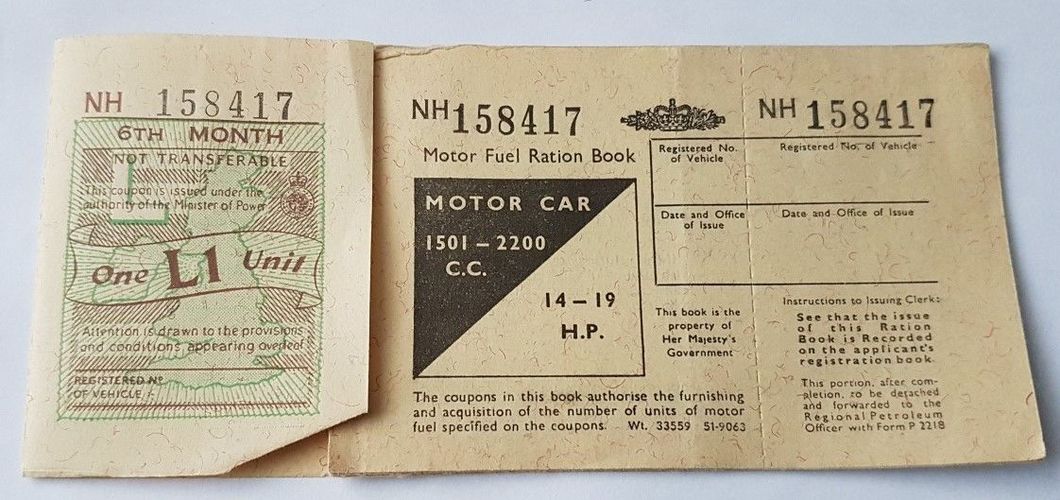 NH 158417
6TH MONTH
NOT TRANSFERABLE
L
This coupon is issued under the
authority of the Minister of Power
One L1 Unit
Attention is drawn to the provisions
and conditions appearing overleaf
REGISTERED Nº
OF VEHICLE :-
NH 158417
Motor Fuel Ration Book
MOTOR CAR
1501 – 2200
C.C.
14 – 19
H.P.
The coupons in this book authorise the furnishing
and acquisition of the number of units of motor
fuel specified on the coupons. Wt. 33559 51-9063
NH 158417
Registered No.
of Vehicle
Registered No. of Vehicle
Date and Office
of Issue
Date and Office of Issue
This book is the
property of
Her Majesty's
Government
Instructions to Issuing Clerk:
See that the issue
of this Ration
Book is Recorded
on the applicant's
registration book.
This portion, after com-
pletion, to be detached
and forwarded to the
Regional Petroleum
Officer with Form P 2218